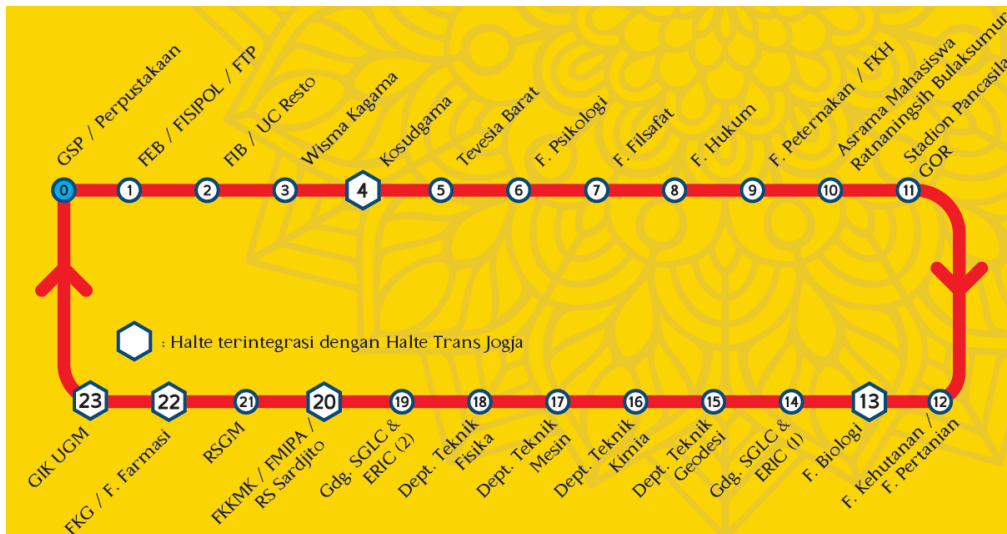 GSP / Perpustakaan
FEB / FISIPOL / FTP
FIB / UC Resto
Wisma Kagama
Kosudgama
Tevesia Barat
F. Psikologi
F. Filsafat
F. Hukum
F. Peternakan / FKH
Asrama Mahasiswa
Ratnaningsih Bulaksumur
Stadion Pancasila
GOR
0
1
2
3
4
5
6
7
8
9
10
11
: Halte terintegrasi dengan Halte Trans Jogja
23
22
21
20
19
18
17
16
15
14
13
12
GIK UGM
FKG / F. Farmasi
RSGM
FKKMK / FMIPA /
RS Sardjito
Gdg. SGLC &
ERIC (2)
Dept. Teknik
Fisika
Dept. Teknik
Mesin
Dept. Teknik
Kimia
Dept. Teknik
Geodesi
Gdg. SGLC &
ERIC (1)
F. Biologi
F. Kehutanan /
F. Pertanian